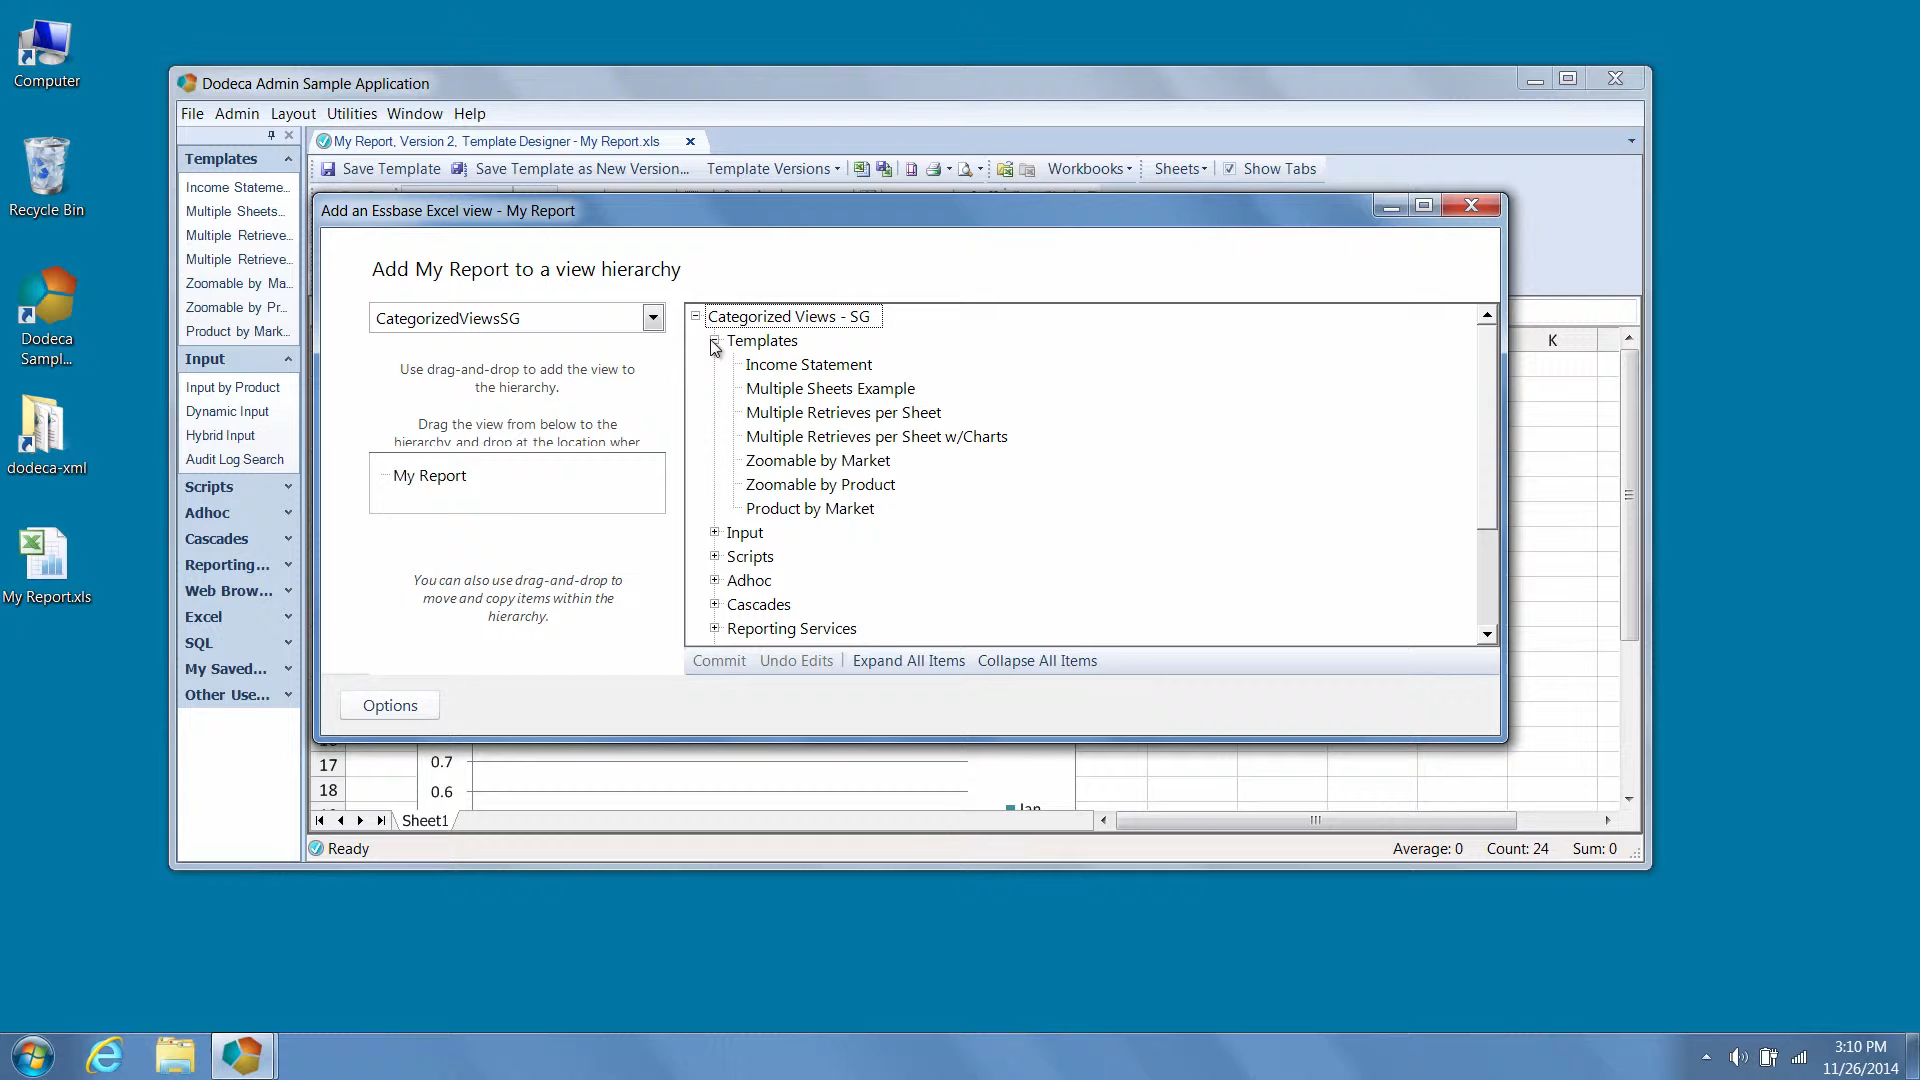 Computer
Recycle Bin
Dodeca
Sampl...
dodeca-xml
My Report.xls
Dodeca Admin Sample Application
File Admin Layout Utilities Window Help
Templates
Income Stateme...
Multiple Sheets...
Multiple Retrieve...
Multiple Retrieve...
Zoomable by Ma...
Zoomable by Pr...
Product by Mark...
Input
Input by Product
Dynamic Input
Hybrid Input
Audit Log Search
Scripts
Adhoc
Cascades
Reporting...
Web Brow...
Excel
SQL
My Saved...
Other Use...
My Report, Version 2, Template Designer - My Report.xls
Save Template Save Template as New Version... Template Versions Workbooks Sheets Show Tabs
Add an Essbase Excel view - My Report
Add My Report to a view hierarchy
CategorizedViewsSG
Use drag-and-drop to add the view to
the hierarchy.
Drag the view from below to the
hierarchy and drop at the location wher
My Report
You can also use drag-and-drop to
move and copy items within the
hierarchy.
Categorized Views - SG
Templates
Income Statement
Multiple Sheets Example
Multiple Retrieves per Sheet
Multiple Retrieves per Sheet w/Charts
Zoomable by Market
Zoomable by Product
Product by Market
Input
Scripts
Adhoc
Cascades
Reporting Services
Commit Undo Edits Expand All Items Collapse All Items
Options
K
17
18
0.7
0.6
Jan
Sheet1
Ready
Average: 0 Count: 24 Sum: 0
3:10 PM
11/26/2014